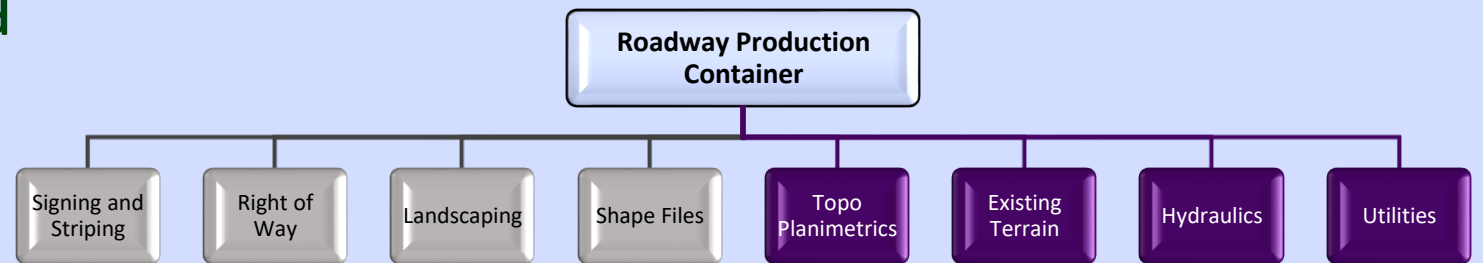 Roadway Production
Container
Signing and
Striping
Right of
Way
Landscaping
Shape Files
Topo
Planimetrics
Existing
Terrain
Hydraulics
Utilities